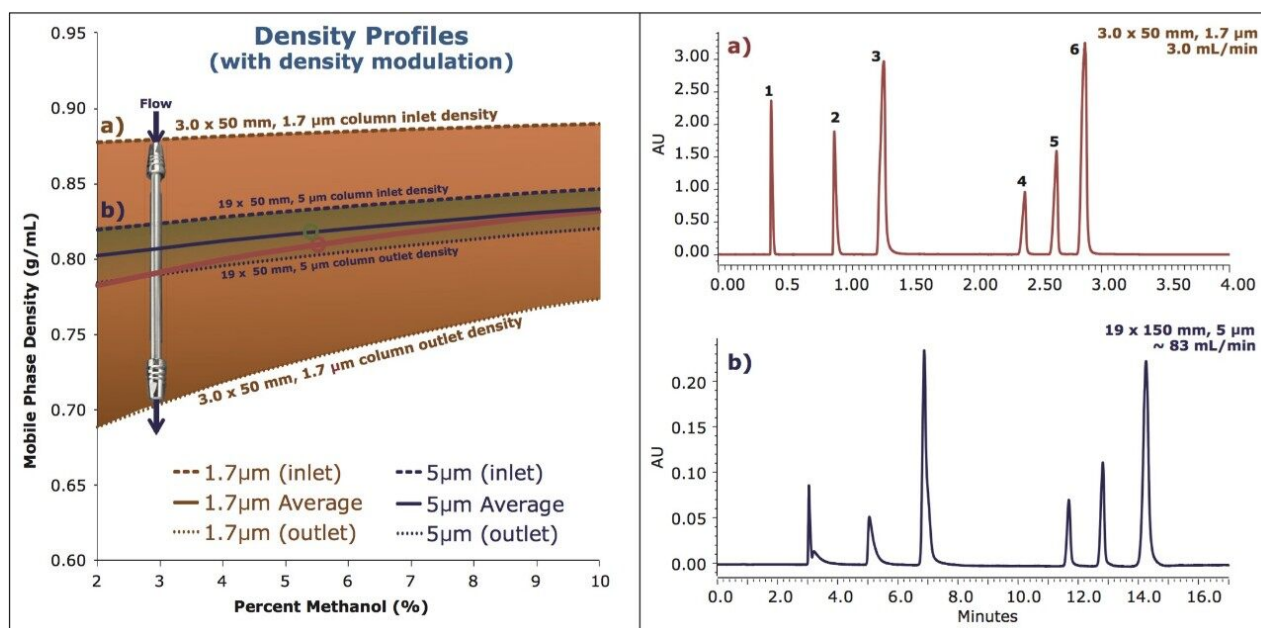 Density Profiles
(with density modulation)
Mobile Phase Density (g/mL)
0.95
0.90
0.85
0.80
0.75
0.70
0.65
0.60
Flow
a)
3.0 x 50 mm, 1.7 µm column inlet density
b)
19 x 50 mm, 5 µm column inlet density
19 x 50 mm, 5 µm column outlet density
3.0 x 50 mm, 1.7 µm column outlet density
1.7µm (inlet)
1.7µm Average
1.7µm (outlet)
5µm (inlet)
5µm Average
5µm (outlet)
2 3 4 5 6 7 8 9 10
Percent Methanol (%)
a)
3.0 x 50 mm, 1.7 µm
3.0 mL/min
AU
3.00
2.50
2.00
1.50
1.00
0.50
0.00
1
2
3
4
5
6
0.00 0.5 1.00 1.50 2.00 2.50 3.00 3.50 4.00
b)
19 x 150 mm, 5 µm
~ 83 mL/min
AU
0.20
0.15
0.10
0.05
0.00
0.0 2.0 4.0 6.0 8.0 10.0 12.0 14.0 16.0
Minutes